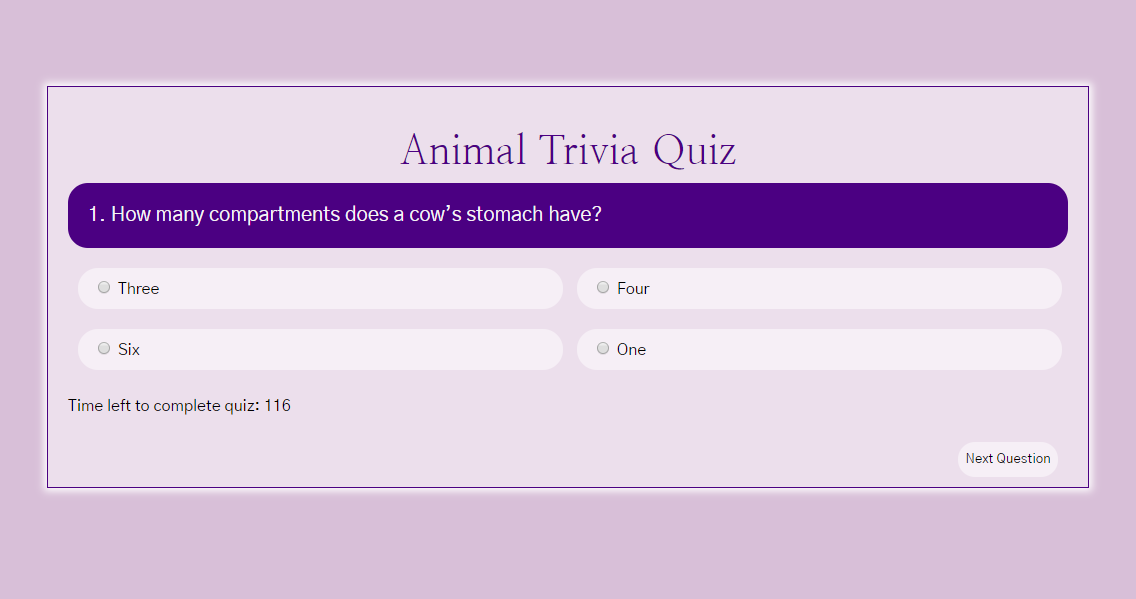 Animal Trivia Quiz
1. How many compartments does a cow’s stomach have?
Three
Four
Six
One
Time left to complete quiz: 116
Next Question